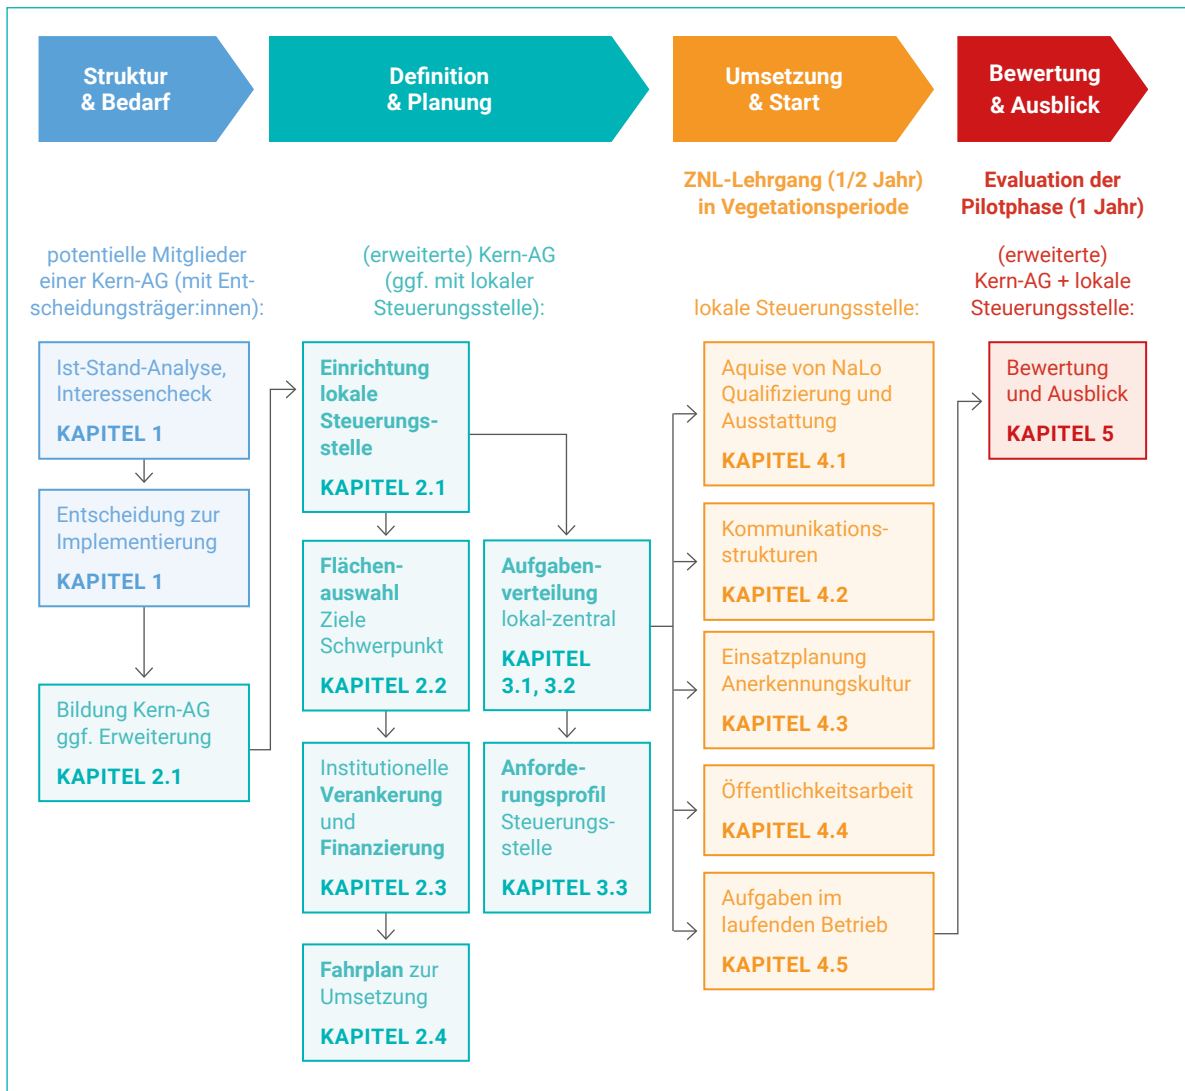 Struktur
& Bedarf
Definition
& Planung
Umsetzung
& Start
Bewertung
& Ausblick
ZNL-Lehrgang (1/2 Jahr)
in Vegetationsperiode
Evaluation der
Pilotphase (1 Jahr)
potentielle Mitglieder
einer Kern-AG (mit Ent-
scheidungsträger:innen):
(erweiterte) Kern-AG
(ggf. mit lokaler
Steuerungsstelle):
lokale Steuerungsstelle:
(erweiterte)
Kern-AG + lokale
Steuerungsstelle:
Ist-Stand-Analyse,
Interessencheck
KAPITEL 1
Entscheidung zur
Implementierung
KAPITEL 1
Bildung Kern-AG
ggf. Erweiterung
KAPITEL 2.1
Einrichtung
lokale
Steuerungs-
stelle
KAPITEL 2.1
Flächen-
auswahl
Ziele
Schwerpunkt
KAPITEL 2.2
Institutionelle
Verankerung
und
Finanzierung
KAPITEL 2.3
Fahrplan zur
Umsetzung
KAPITEL 2.4
Aufgaben-
verteilung
lokal-zentral
KAPITEL
3.1, 3.2
Anforde-
rungsprofil
Steuerungs-
stelle
KAPITEL 3.3
Aquise von NaLo
Qualifizierung und
Ausstattung
KAPITEL 4.1
Kommunikations-
strukturen
KAPITEL 4.2
Einsatzplanung
Anerkennungskultur
KAPITEL 4.3
Öffentlichkeitsarbeit
KAPITEL 4.4
Aufgaben im
laufenden Betrieb
KAPITEL 4.5
Bewertung
und Ausblick
KAPITEL 5